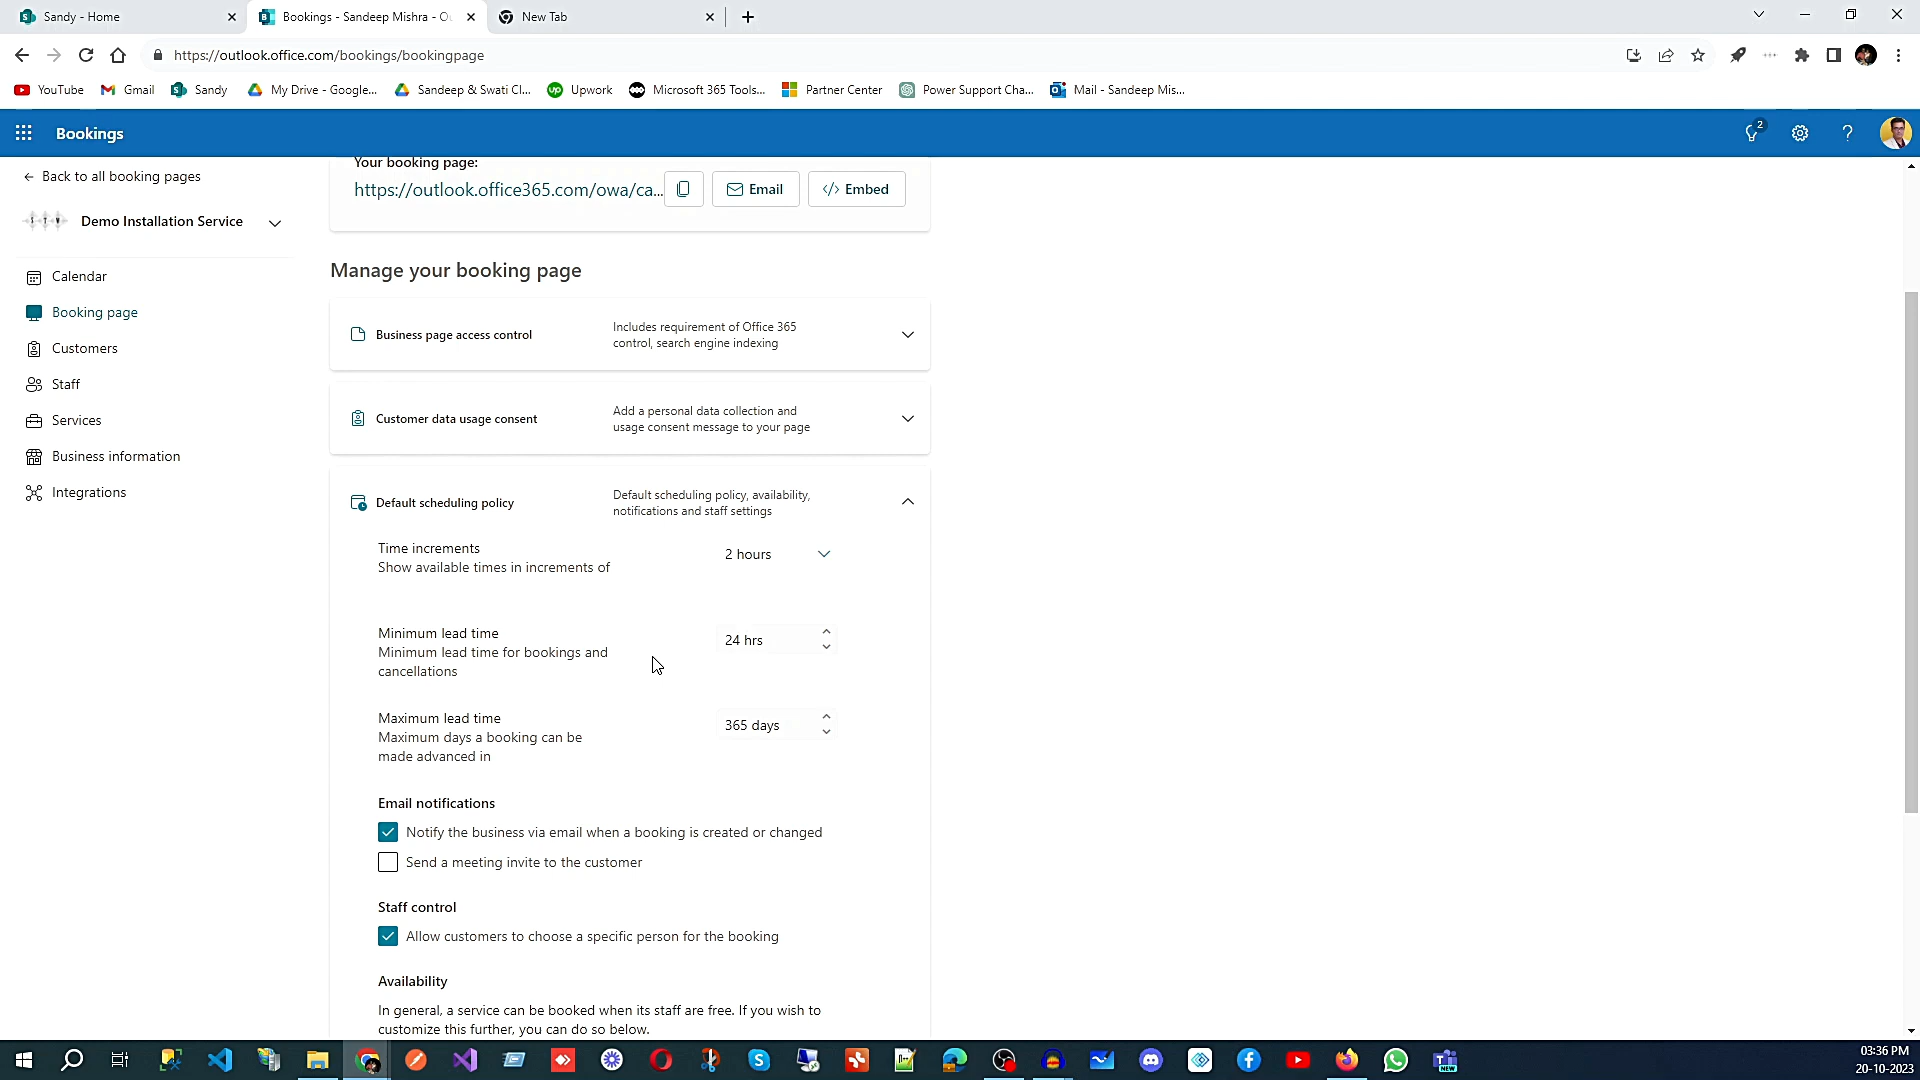 Sandy - Home
Bookings - Sandeep Mishra - Ou
New Tab
https://outlook.office.com/bookings/bookingpage
YouTube
Gmail
Sandy
My Drive - Google...
Sandeep & Swati Cl...
Upwork
Microsoft 365 Tools...
Partner Center
Power Support Cha...
Mail - Sandeep Mis...
Bookings
2
Back to all booking pages
Demo Installation Service
Calendar
Booking page
Customers
Staff
Services
Business information
Integrations
Your booking page:
https://outlook.office365.com/owa/ca...
Email
Embed
Manage your booking page
Business page access control
Includes requirement of Office 365
control, search engine indexing
Customer data usage consent
Add a personal data collection and
usage consent message to your page
Default scheduling policy
Default scheduling policy, availability,
notifications and staff settings
Time increments
Show available times in increments of
2 hours
Minimum lead time
Minimum lead time for bookings and
cancellations
24 hrs
Maximum lead time
Maximum days a booking can be
made advanced in
365 days
Email notifications
Notify the business via email when a booking is created or changed
Send a meeting invite to the customer
Staff control
Allow customers to choose a specific person for the booking
Availability
In general, a service can be booked when its staff are free. If you wish to
customize this further, you can do so below.
03:36 PM
20-10-2023